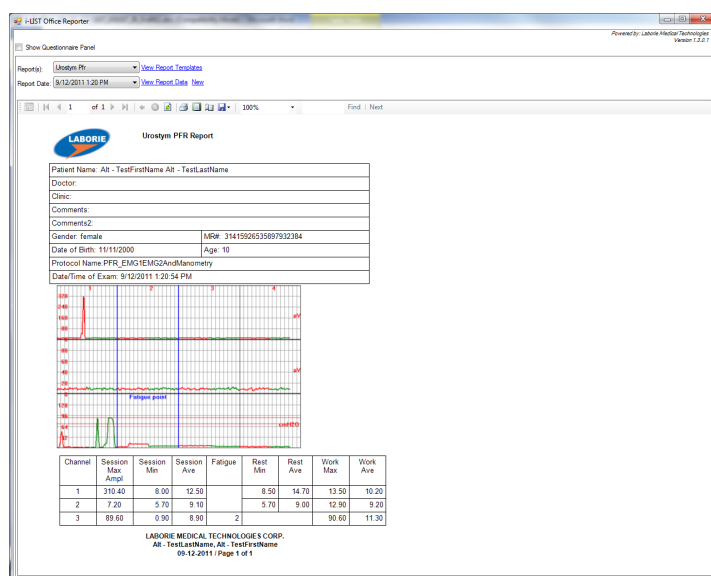 i-LIST Office Reporter
Powered by: Laborie Medical Technologies
Version 1.3.0.1
Show Questionnaire Panel
Report(s): Urostym Pfr View Report Templates
Report Date: 9/12/2011 1:20 PM View Report Data New
1 of 1 100% Find | Next
LABORIE
Urostym PFR Report
Patient Name: Alt - TestFirstName Alt - TestLastName
Doctor:
Clinic:
Comments:
Comments2:
Gender: female MR#: 31415926535897932384
Date of Birth: 11/11/2000 Age: 10
Protocol Name:PFR_EMG1EMG2AndManometry
Date/Time of Exam: 9/12/2011 1:20:54 PM
1 2 3 4
Fatigue point
cmH2O
Channel Session Max Ampl Session Min Session Ave Fatigue Rest Min Rest Ave Work Max Work Ave
1 310.40 8.00 12.50 8.50 14.70 13.50 10.20
2 7.20 5.70 9.10 5.70 9.00 12.90 9.20
3 89.60 0.90 8.90 2 90.60 11.30
LABORIE MEDICAL TECHNOLOGIES CORP.
Alt - TestLastName, Alt - TestFirstName
09-12-2011 / Page 1 of 1